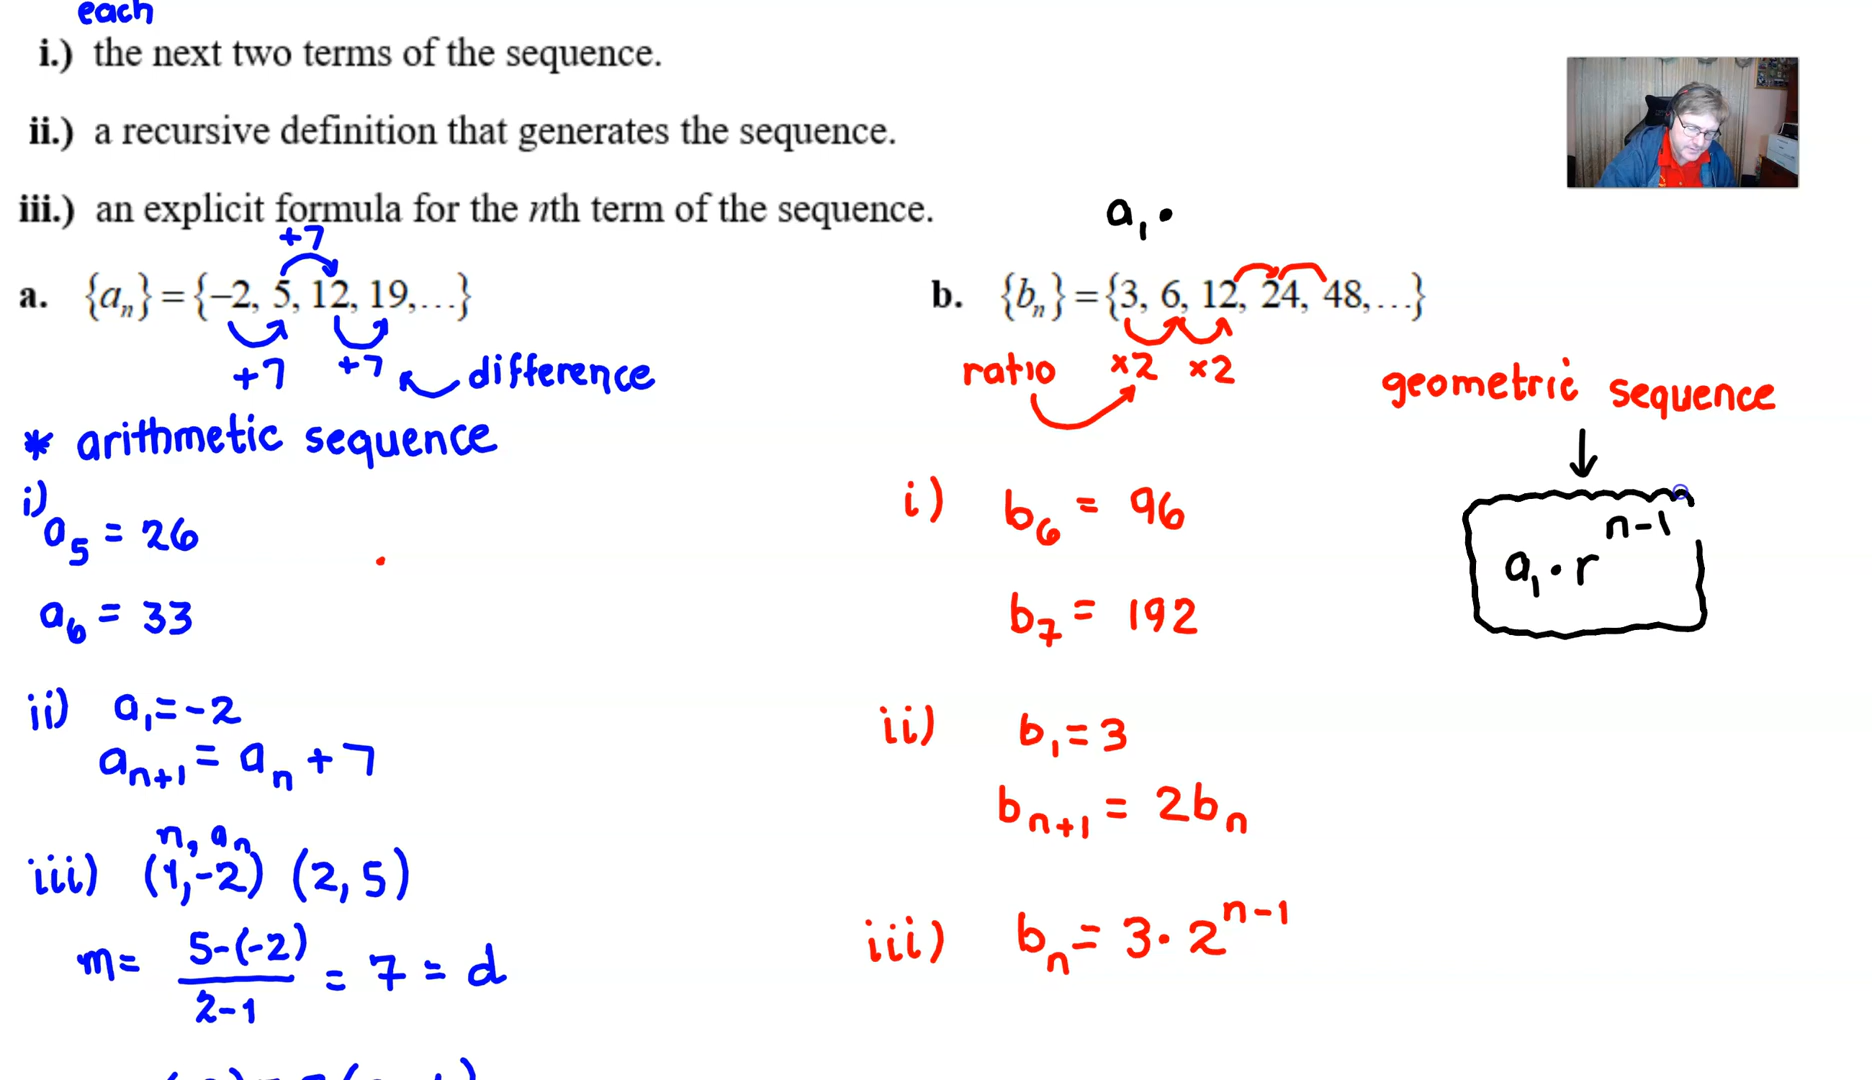 each
i.) the next two terms of the sequence.
ii.) a recursive definition that generates the sequence.
iii.) an explicit formula for the nth term of the sequence.
+7
a. {aₙ} = {−2, 5, 12, 19,…}
+7 +7 difference
* arithmetic sequence
i)
a₅ = 26
a₆ = 33
ii) a₁ = -2
aₙ₊₁ = aₙ + 7
n, aₙ
iii) (1, -2) (2, 5)
m = 5-(-2) / 2-1 = 7 = d
a₁ •
b. {bₙ} = {3, 6, 12, 24, 48,…}
ratio ×2 ×2
geometric sequence
a₁ • r^(n-1)
i) b₆ = 96
b₇ = 192
ii) b₁ = 3
bₙ₊₁ = 2bₙ
iii) bₙ = 3 • 2^(n-1)